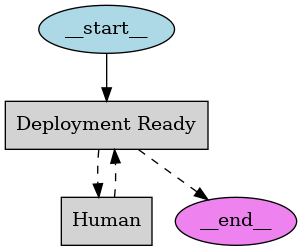 __start__
Deployment Ready
Human
__end__